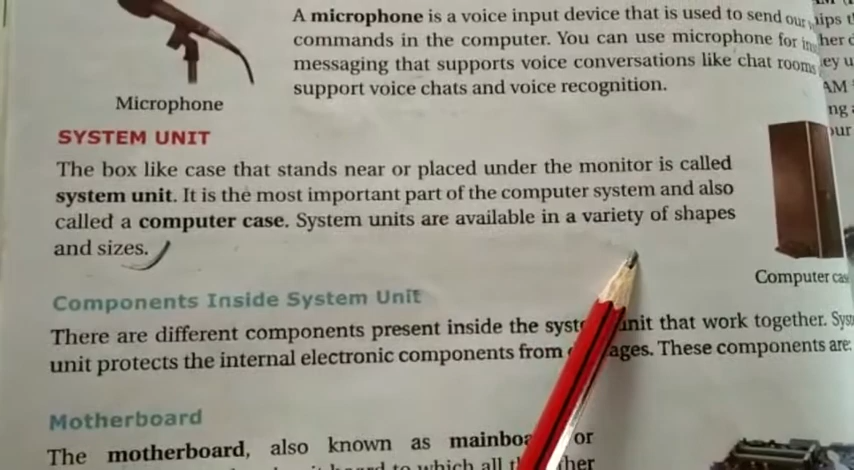 A microphone is a voice input device that is used to send our
commands in the computer. You can use microphone for
messaging that supports voice conversations like chat rooms
support voice chats and voice recognition.
Microphone
SYSTEM UNIT
The box like case that stands near or placed under the monitor is called
system unit. It is the most important part of the computer system and also
called a computer case. System units are available in a variety of shapes
and sizes.
Computer
Components Inside System Unit
There are different components present inside the unit that work together.
unit protects the internal electronic components from These components are:
Motherboard
The motherboard, also known as or
to which all